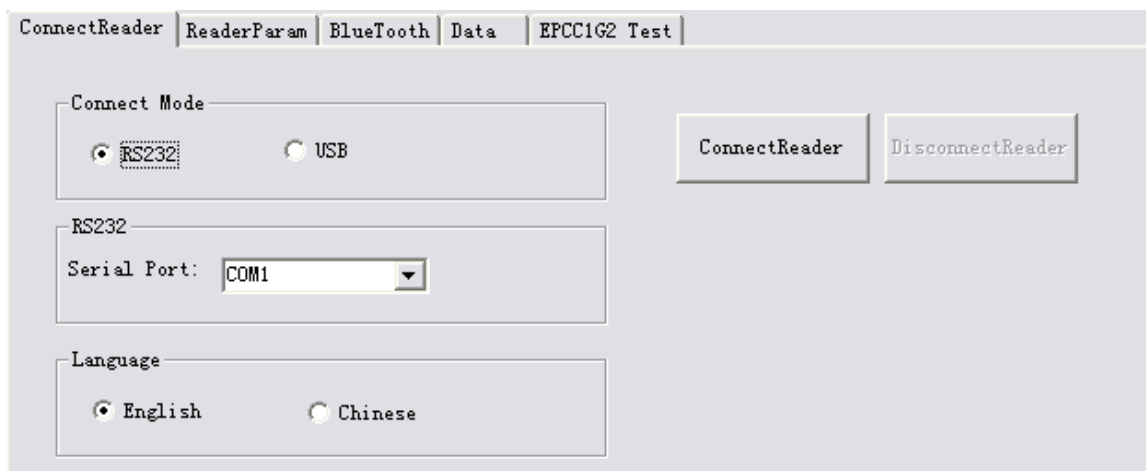 ConnectReader ReaderParam BlueTooth Data EPCC1G2 Test
Connect Mode
RS232 USB
ConnectReader DisconnectReader
RS232
Serial Port: COM1
Language
English Chinese